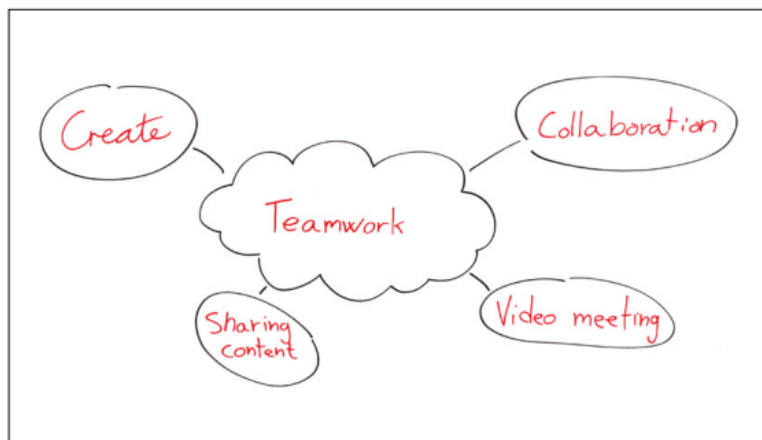 Create
Collaboration
Teamwork
Sharing
content
Video meeting